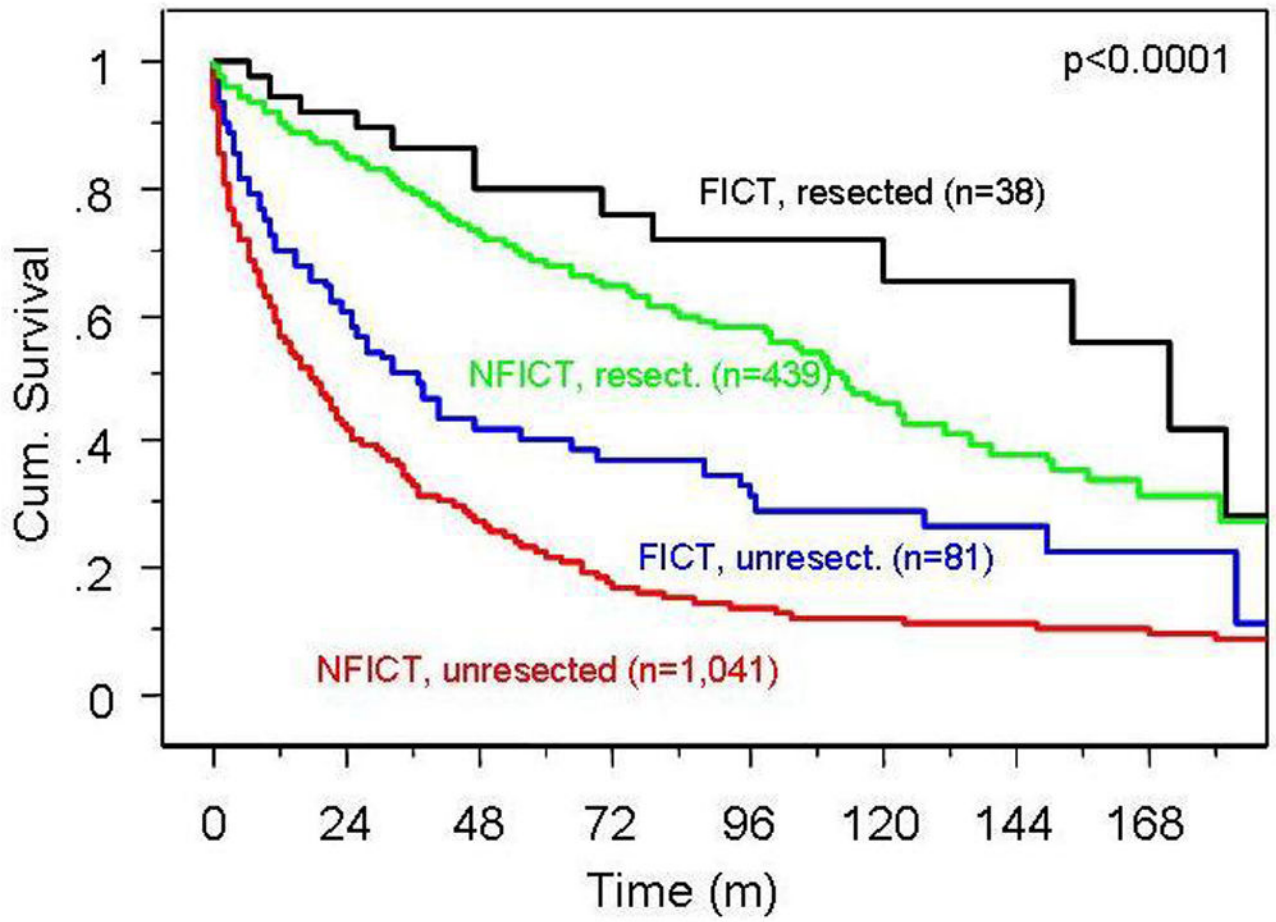 p<0.0001
1
.8
.6
.4
.2
0
Cum. Survival
FICT, resected (n=38)
NFICT, resect. (n=439)
FICT, unresect. (n=81)
NFICT, unresected (n=1,041)
0 24 48 72 96 120 144 168
Time (m)